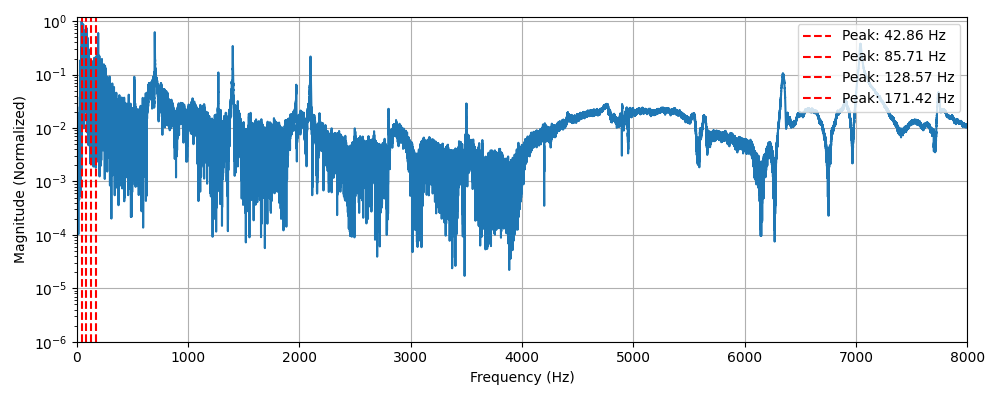 10⁰
10⁻¹
10⁻²
10⁻³
10⁻⁴
10⁻⁵
10⁻⁶
Magnitude (Normalized)
Peak: 42.86 Hz
Peak: 85.71 Hz
Peak: 128.57 Hz
Peak: 171.42 Hz
0 1000 2000 3000 4000 5000 6000 7000 8000
Frequency (Hz)